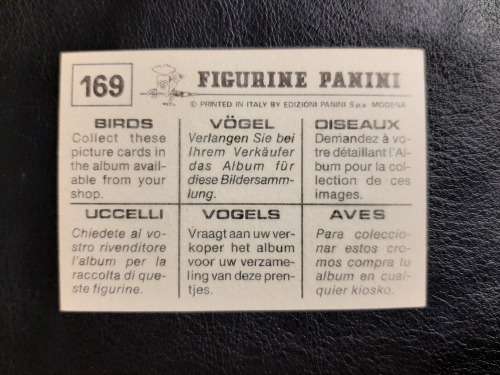 169
FIGURINE PANINI
© PRINTED IN ITALY BY EDIZIONI PANINI S.p.a. MODENA
BIRDS
Collect these
picture cards in
the album avail-
able from your
shop.
VÖGEL
Verlangen Sie bei
Ihrem Verkäufer
das Album für
diese Bildersamm-
lung.
OISEAUX
Demandez à vo-
tre détaillant l'Al-
bum pour la col-
lection de ces
images.
UCCELLI
Chiedete al vo-
stro rivenditore
l'album per la
raccolta di que-
ste figurine.
VOGELS
Vraagt aan uw ver-
koper het album
voor uw verzame-
ling van deze pren-
tjes.
AVES
Para coleccio-
nar estos cro-
mos compra tu
album en cual-
quier kiosko.